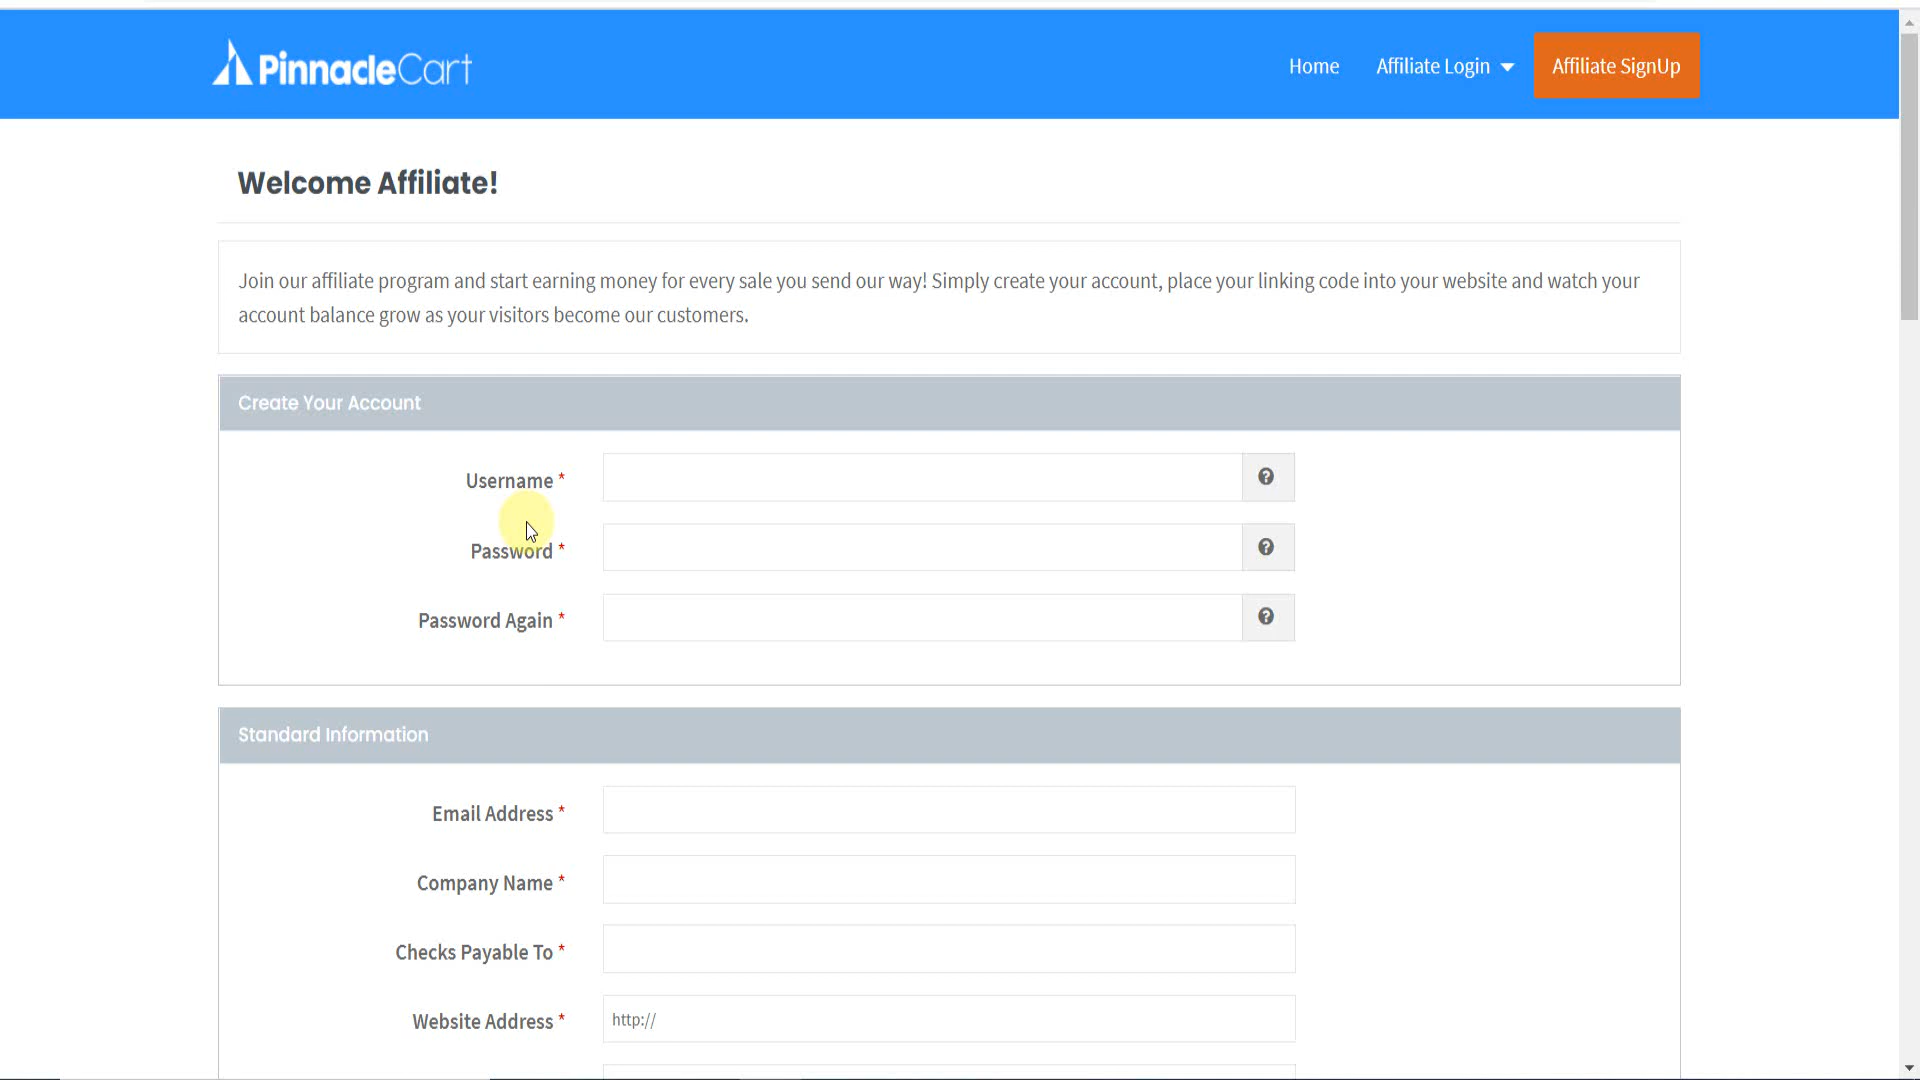 PinnacleCart
Home Affiliate Login Affiliate SignUp
Welcome Affiliate!
Join our affiliate program and start earning money for every sale you send our way! Simply create your account, place your linking code into your website and watch your
account balance grow as your visitors become our customers.
Create Your Account
Username *
Password *
Password Again *
Standard Information
Email Address *
Company Name *
Checks Payable To *
Website Address * http://